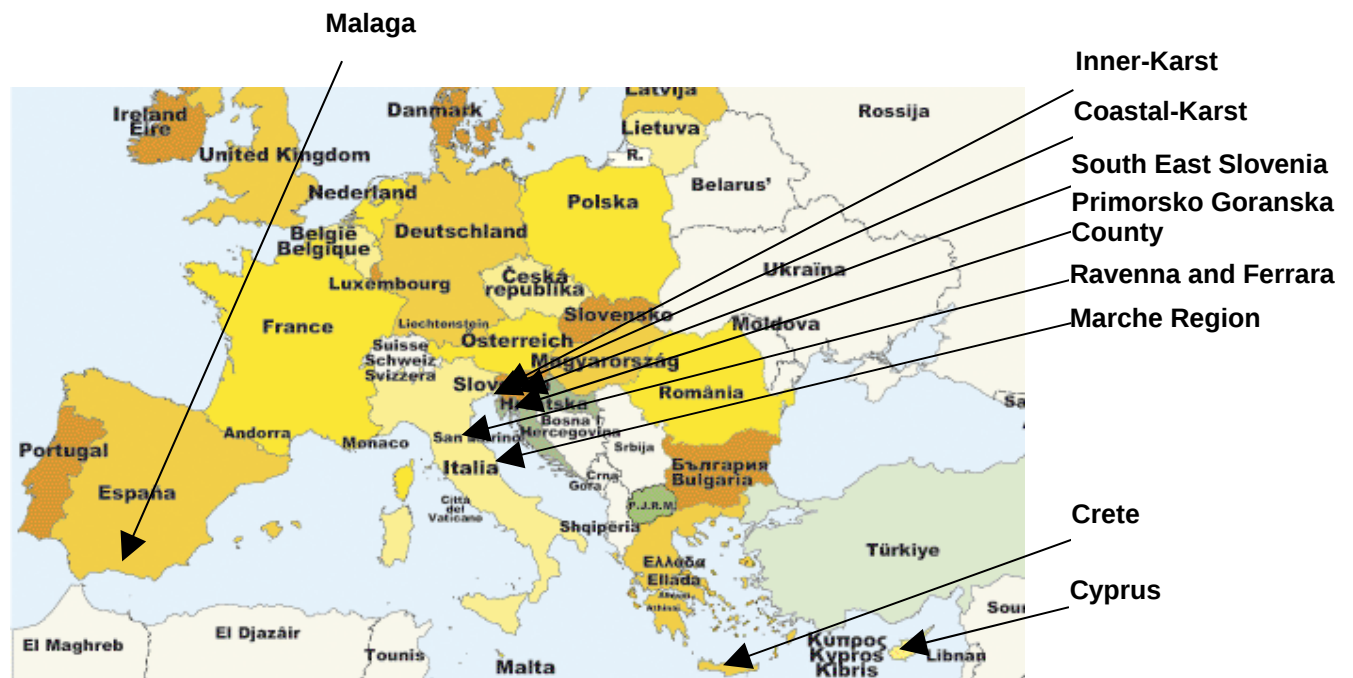 Malaga
Inner-Karst
Coastal-Karst
South East Slovenia
Primorsko Goranska
County
Ravenna and Ferrara
Marche Region
Crete
Cyprus
Latvija
Danmark
Rossija
Ireland
Eire
Lietuva
R.
United Kingdom
Belarus'
Nederland
Polska
België
Belgique
Deutschland
Ukraïna
Česká
republika
Luxembourg
Slovensko
France
Liechtenstein
Moldova
Österreich
Suisse
Schweiz
Svizzera
Magyarország
România
Bosna i
Hercegovina
Andorra
Monaco
Srbija
Portugal
Italia
Crna
Gora
България
Bulgaria
España
Città
del
Vaticano
P.J.R.M.
Shqipëria
Türkiye
Ελλάδα
Ellada
El Maghreb
El Djazâir
Tounis
Malta
Κύπρος
Kypros
Kibris
Libnan